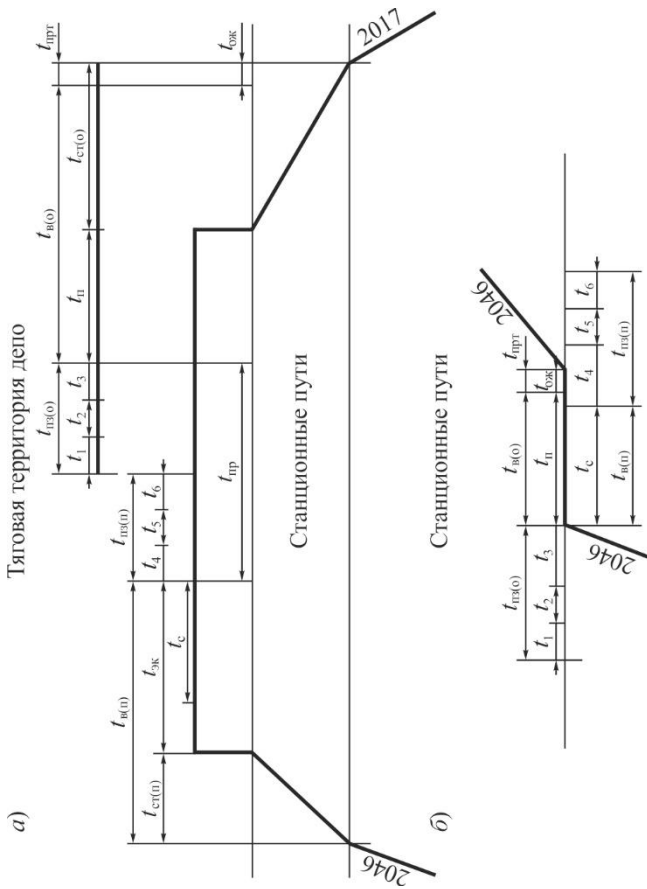 Тяговая территория депо
а)
tпз(о)
tв(о)
tпрт
t1
t2
t3
tп
tст(о)
tв(п)
tпз(п)
tст(п)
tэк
t4
t5
t6
tс
tпр
tож
Станционные пути
2046
2017
б)
Станционные пути
tпз(о)
tв(о)
tпрт
t1
t2
t3
tп
tож
2046
2046
tс
t4
t5
t6
tв(п)
tпз(п)